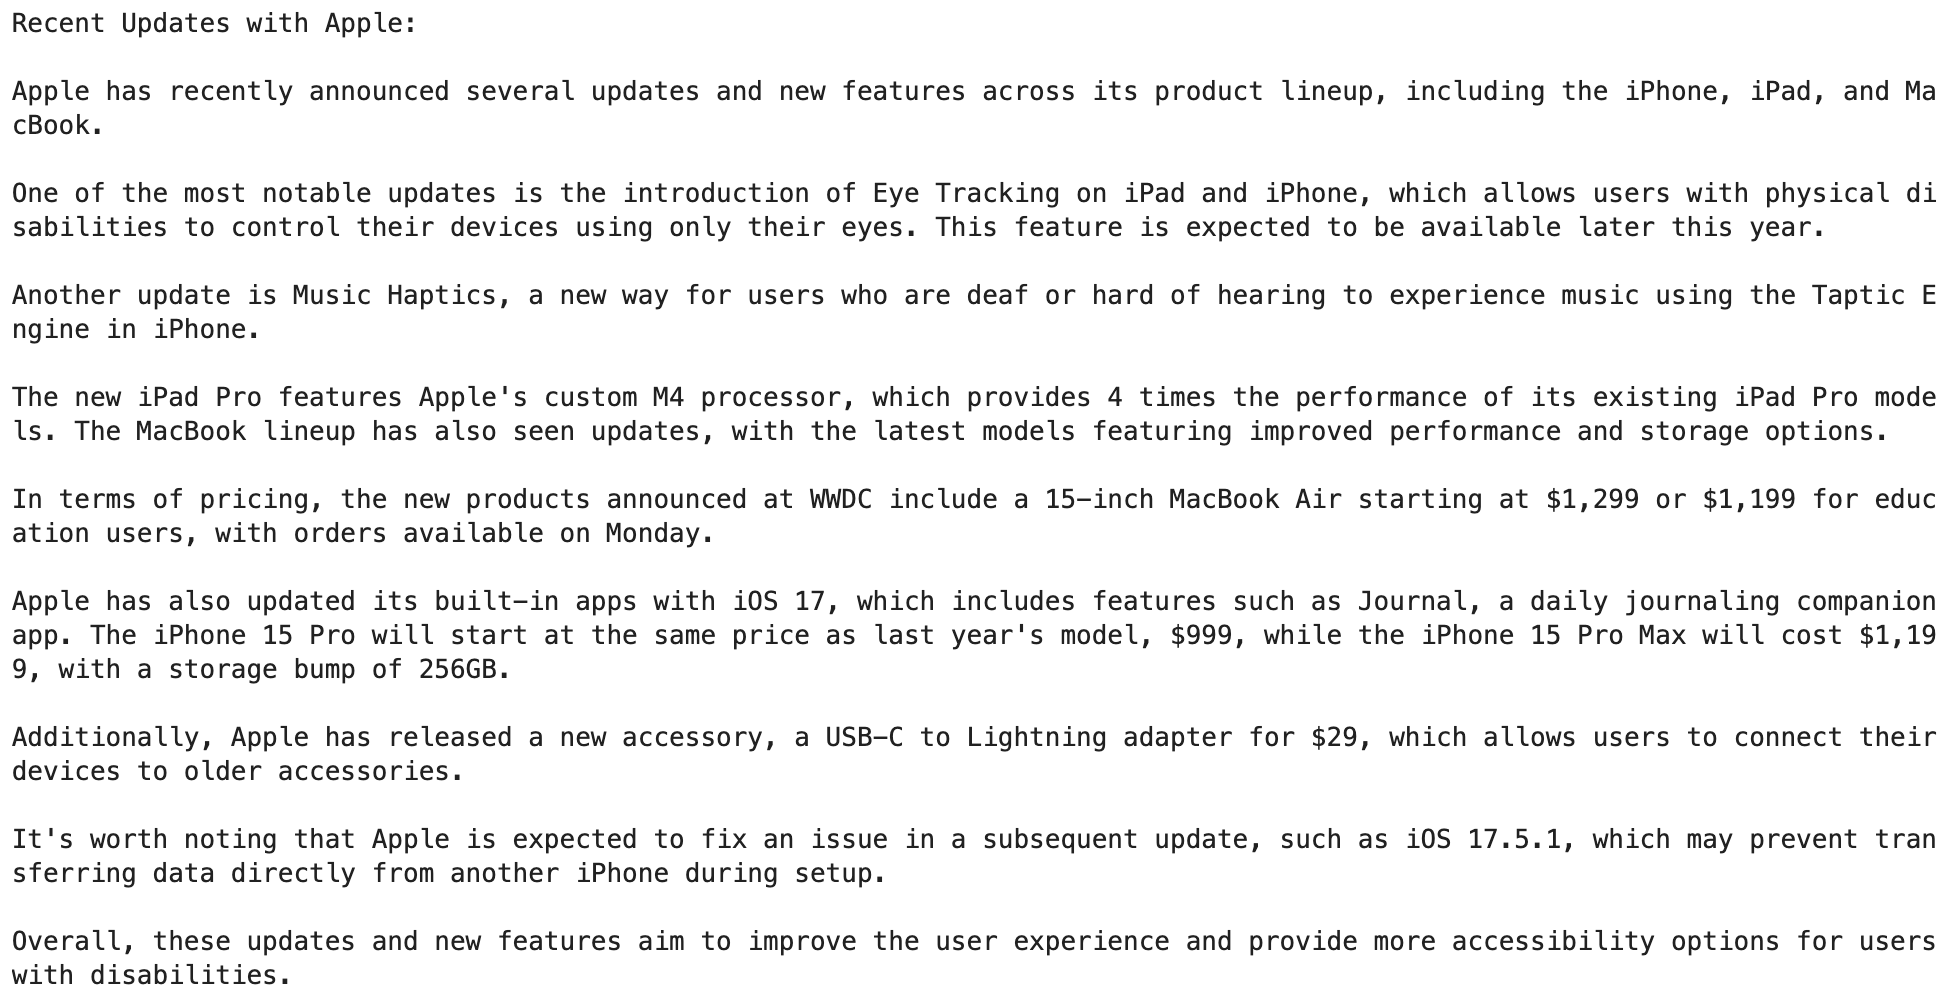 Recent Updates with Apple:
Apple has recently announced several updates and new features across its product lineup, including the iPhone, iPad, and Ma
cBook.
One of the most notable updates is the introduction of Eye Tracking on iPad and iPhone, which allows users with physical di
sabilities to control their devices using only their eyes. This feature is expected to be available later this year.
Another update is Music Haptics, a new way for users who are deaf or hard of hearing to experience music using the Taptic E
ngine in iPhone.
The new iPad Pro features Apple's custom M4 processor, which provides 4 times the performance of its existing iPad Pro mode
ls. The MacBook lineup has also seen updates, with the latest models featuring improved performance and storage options.
In terms of pricing, the new products announced at WWDC include a 15-inch MacBook Air starting at $1,299 or $1,199 for educ
ation users, with orders available on Monday.
Apple has also updated its built-in apps with iOS 17, which includes features such as Journal, a daily journaling companion
app. The iPhone 15 Pro will start at the same price as last year's model, $999, while the iPhone 15 Pro Max will cost $1,19
9, with a storage bump of 256GB.
Additionally, Apple has released a new accessory, a USB-C to Lightning adapter for $29, which allows users to connect their
devices to older accessories.
It's worth noting that Apple is expected to fix an issue in a subsequent update, such as iOS 17.5.1, which may prevent tran
sferring data directly from another iPhone during setup.
Overall, these updates and new features aim to improve the user experience and provide more accessibility options for users
with disabilities.